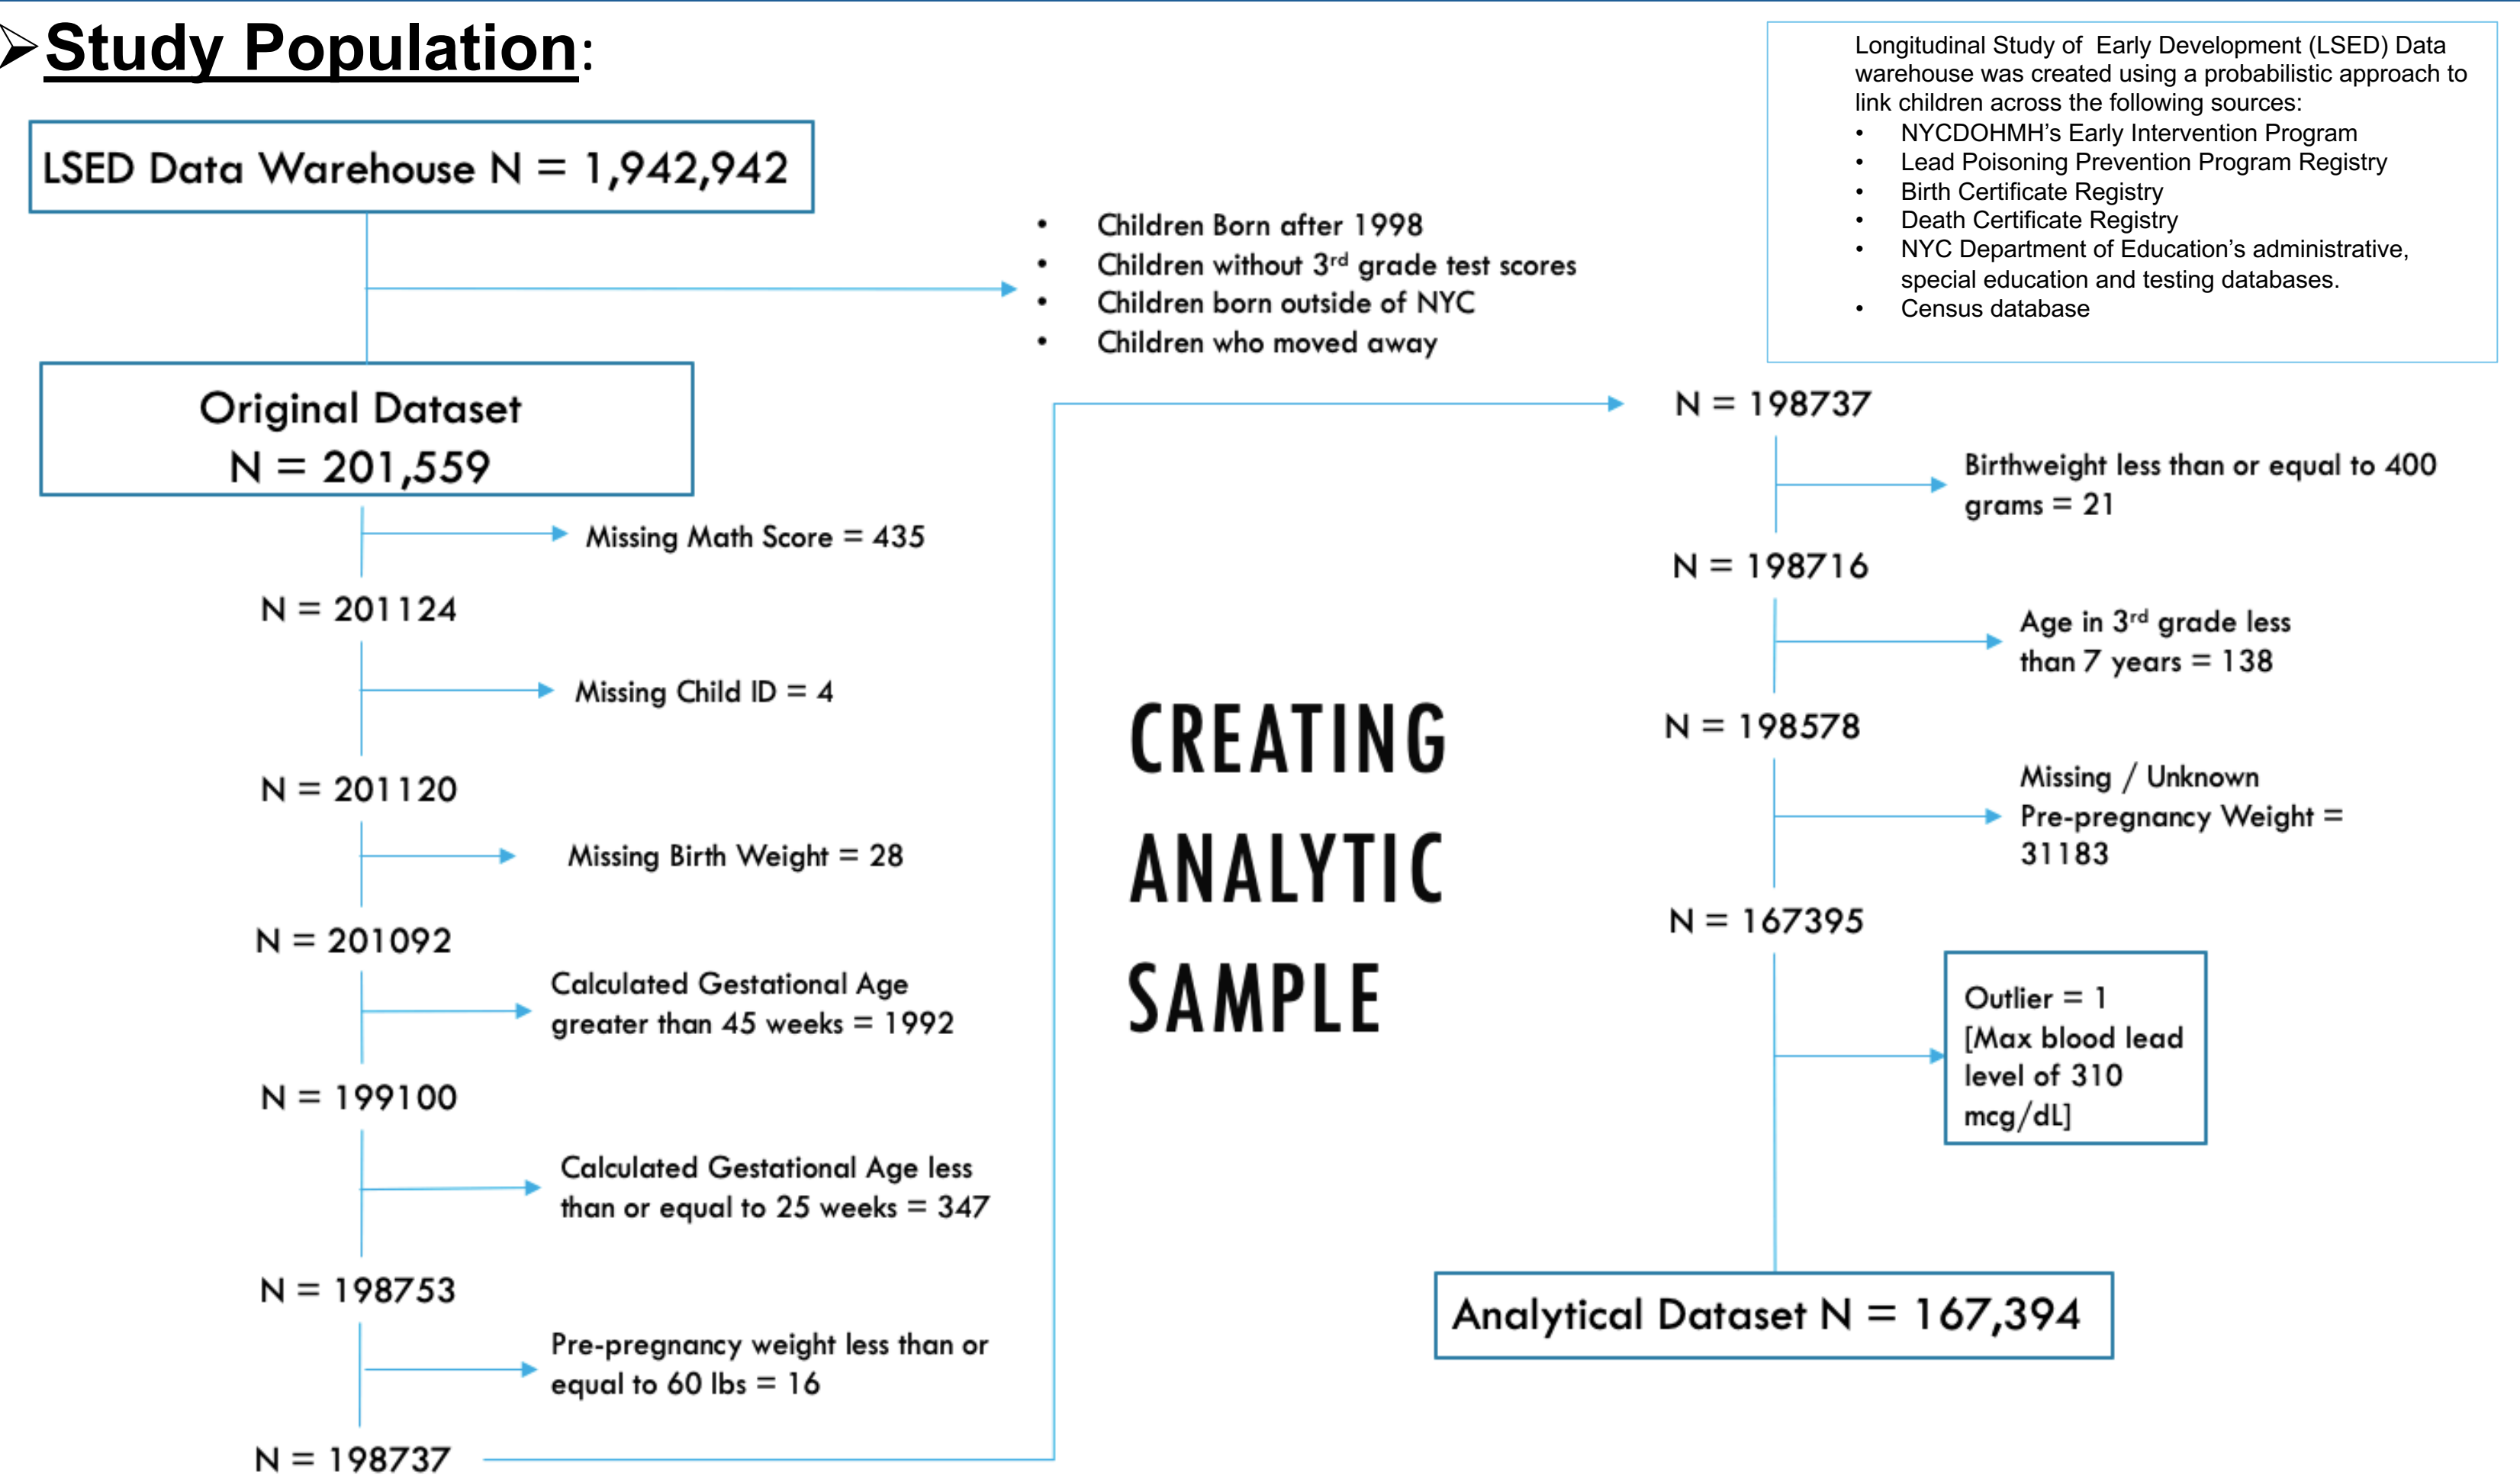 ➢Study Population:
LSED Data Warehouse N = 1,942,942
• Children Born after 1998
• Children without 3rd grade test scores
• Children born outside of NYC
• Children who moved away
Longitudinal Study of Early Development (LSED) Data
warehouse was created using a probabilistic approach to
link children across the following sources:
• NYCDOHMH’s Early Intervention Program
• Lead Poisoning Prevention Program Registry
• Birth Certificate Registry
• Death Certificate Registry
• NYC Department of Education’s administrative,
special education and testing databases.
• Census database
Original Dataset
N = 201,559
Missing Math Score = 435
N = 201124
Missing Child ID = 4
N = 201120
Missing Birth Weight = 28
N = 201092
Calculated Gestational Age
greater than 45 weeks = 1992
N = 199100
Calculated Gestational Age less
than or equal to 25 weeks = 347
N = 198753
Pre-pregnancy weight less than or
equal to 60 lbs = 16
N = 198737
CREATING
ANALYTIC
SAMPLE
N = 198737
Birthweight less than or equal to 400
grams = 21
N = 198716
Age in 3rd grade less
than 7 years = 138
N = 198578
Missing / Unknown
Pre-pregnancy Weight =
31183
N = 167395
Outlier = 1
[Max blood lead
level of 310
mcg/dL]
Analytical Dataset N = 167,394